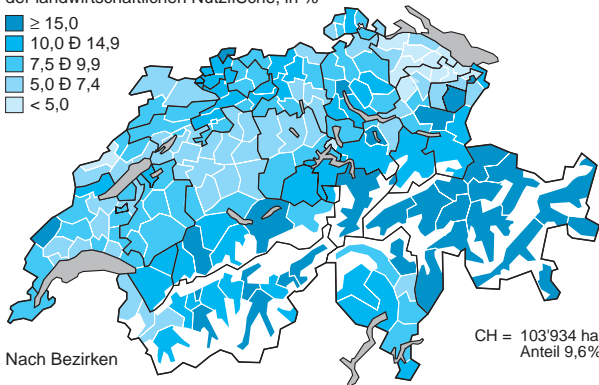 der landwirtschaftlichen Nutzfläche, in %
≥ 15,0
10,0 Ð 14,9
7,5 Ð 9,9
5,0 Ð 7,4
< 5,0
CH = 103'934 ha
Anteil 9,6%
Nach Bezirken